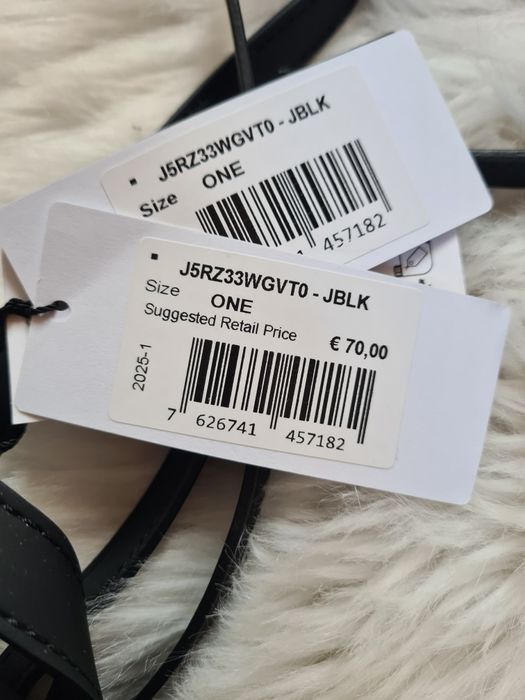 J5RZ33WGVT0 - JBLK
Size ONE
457182
J5RZ33WGVT0 - JBLK
Size ONE
Suggested Retail Price
€ 70,00
2025-1
7 626741 457182